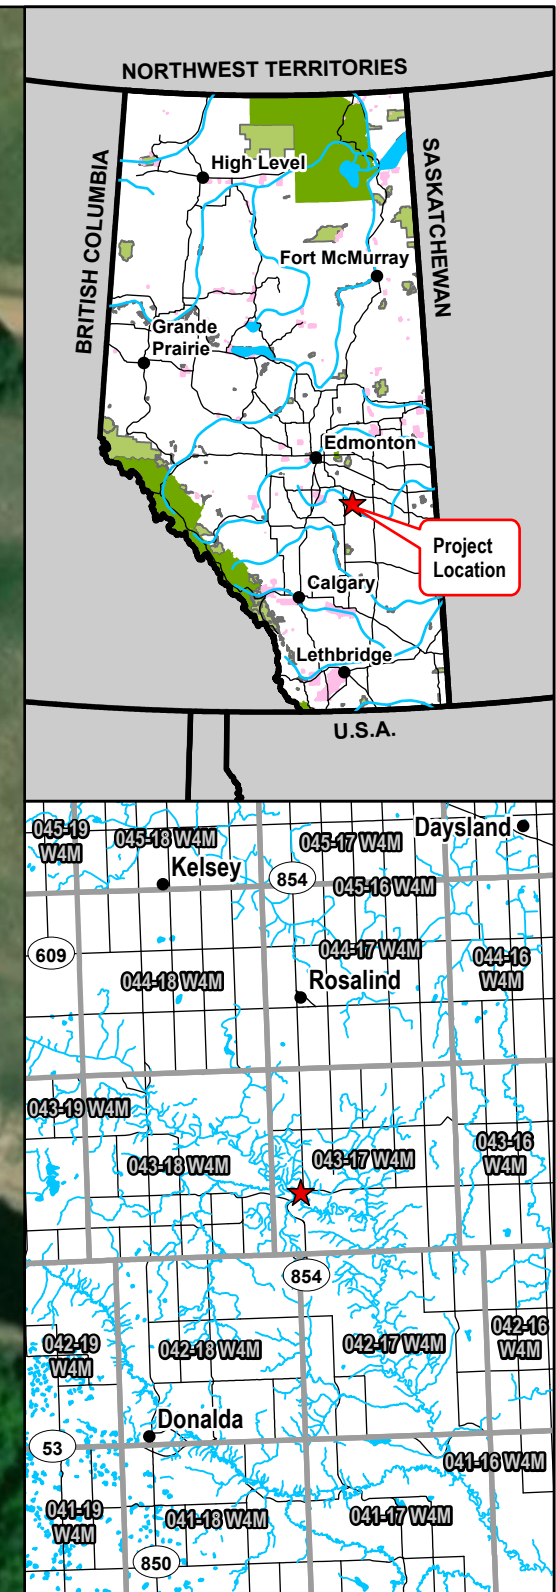 NORTHWEST TERRITORIES
BRITISH COLUMBIA
SASKATCHEWAN
High Level
Fort McMurray
Grande
Prairie
Edmonton
Project
Location
Calgary
Lethbridge
U.S.A.
045-19
W4M
045-18 W4M
045-17 W4M
Daysland
Kelsey
854
045-16 W4M
609
044-17 W4M
044-16
W4M
044-18 W4M
Rosalind
043-19 W4M
043-18 W4M
043-17 W4M
043-16
W4M
854
042-19
W4M
042-18 W4M
042-17 W4M
042-16
W4M
Donalda
53
041-16 W4M
041-19
W4M
041-18 W4M
041-17 W4M
850